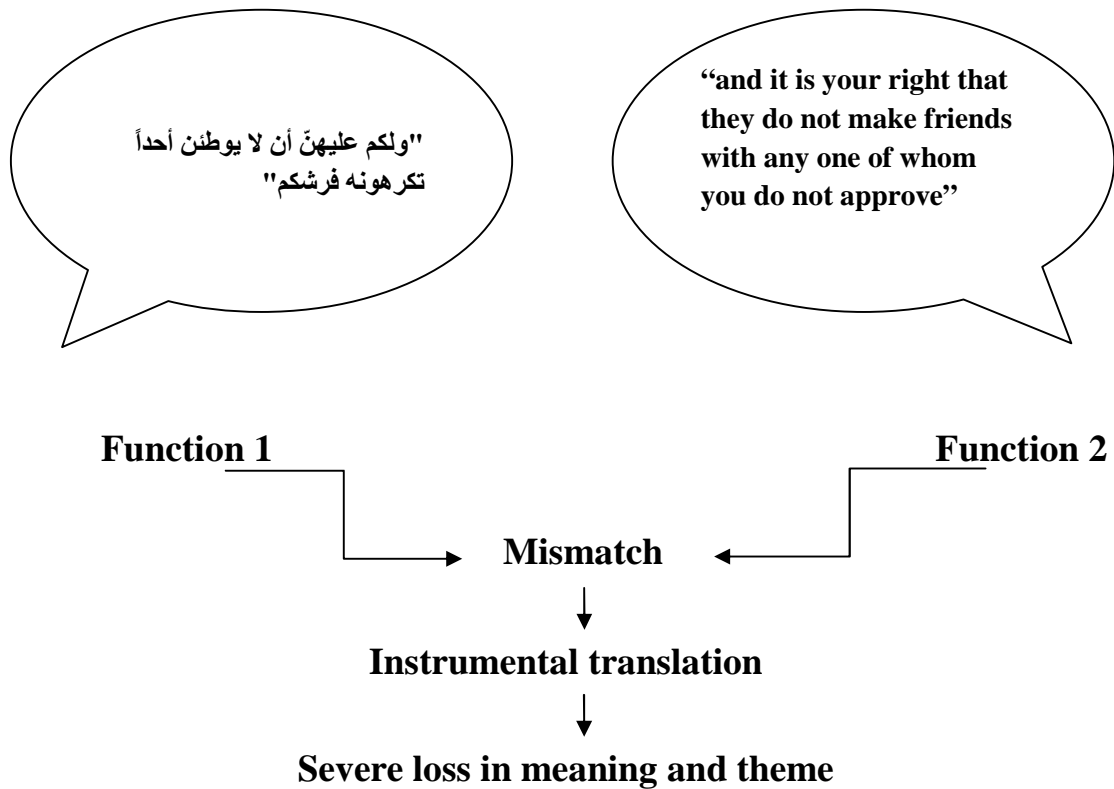 "ولكم عليهنّ أن لا يوطئن أحداً
تكرهونه فرشكم"
“and it is your right that
they do not make friends
with any one of whom
you do not approve”
Function 1
Function 2
Mismatch
Instrumental translation
Severe loss in meaning and theme